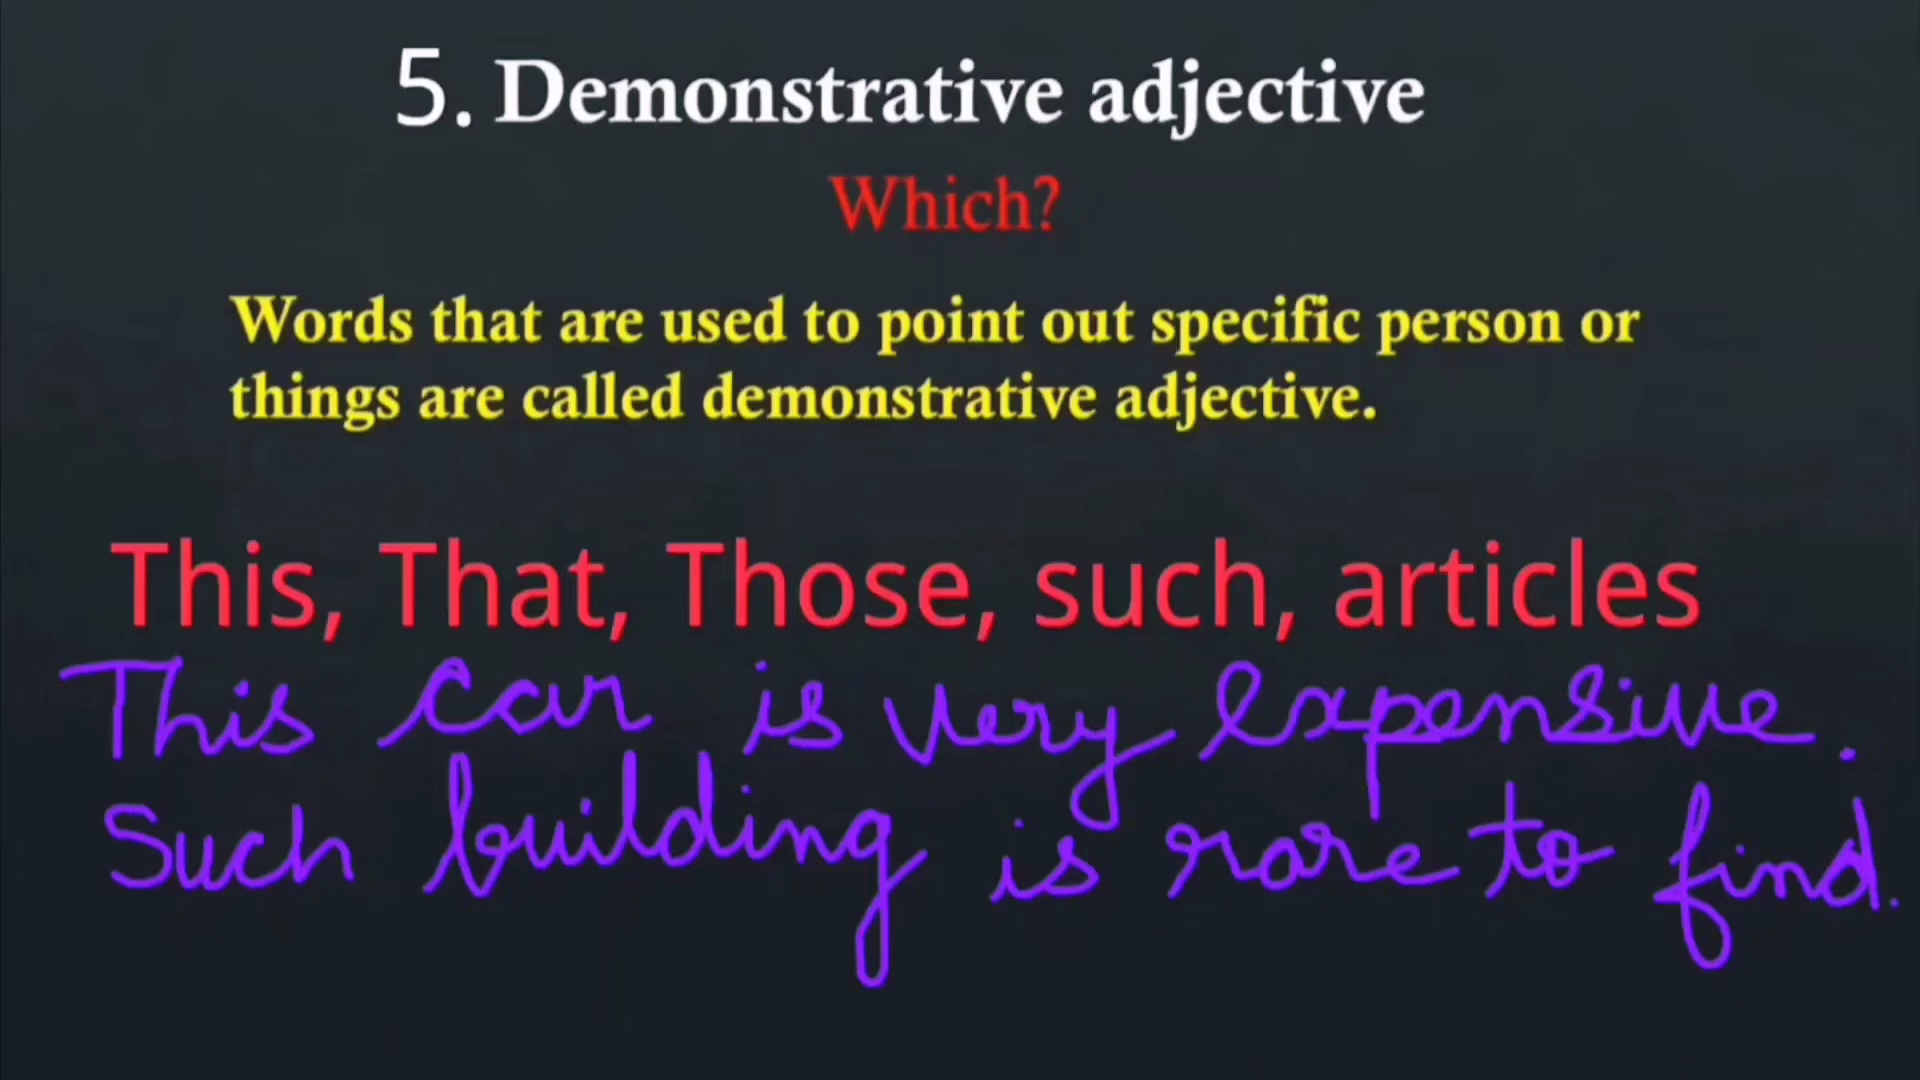 5. Demonstrative adjective
Which?
Words that are used to point out specific person or
things are called demonstrative adjective.
This, That, Those, such, articles
This car is very expensive.
Such building is rare to find.